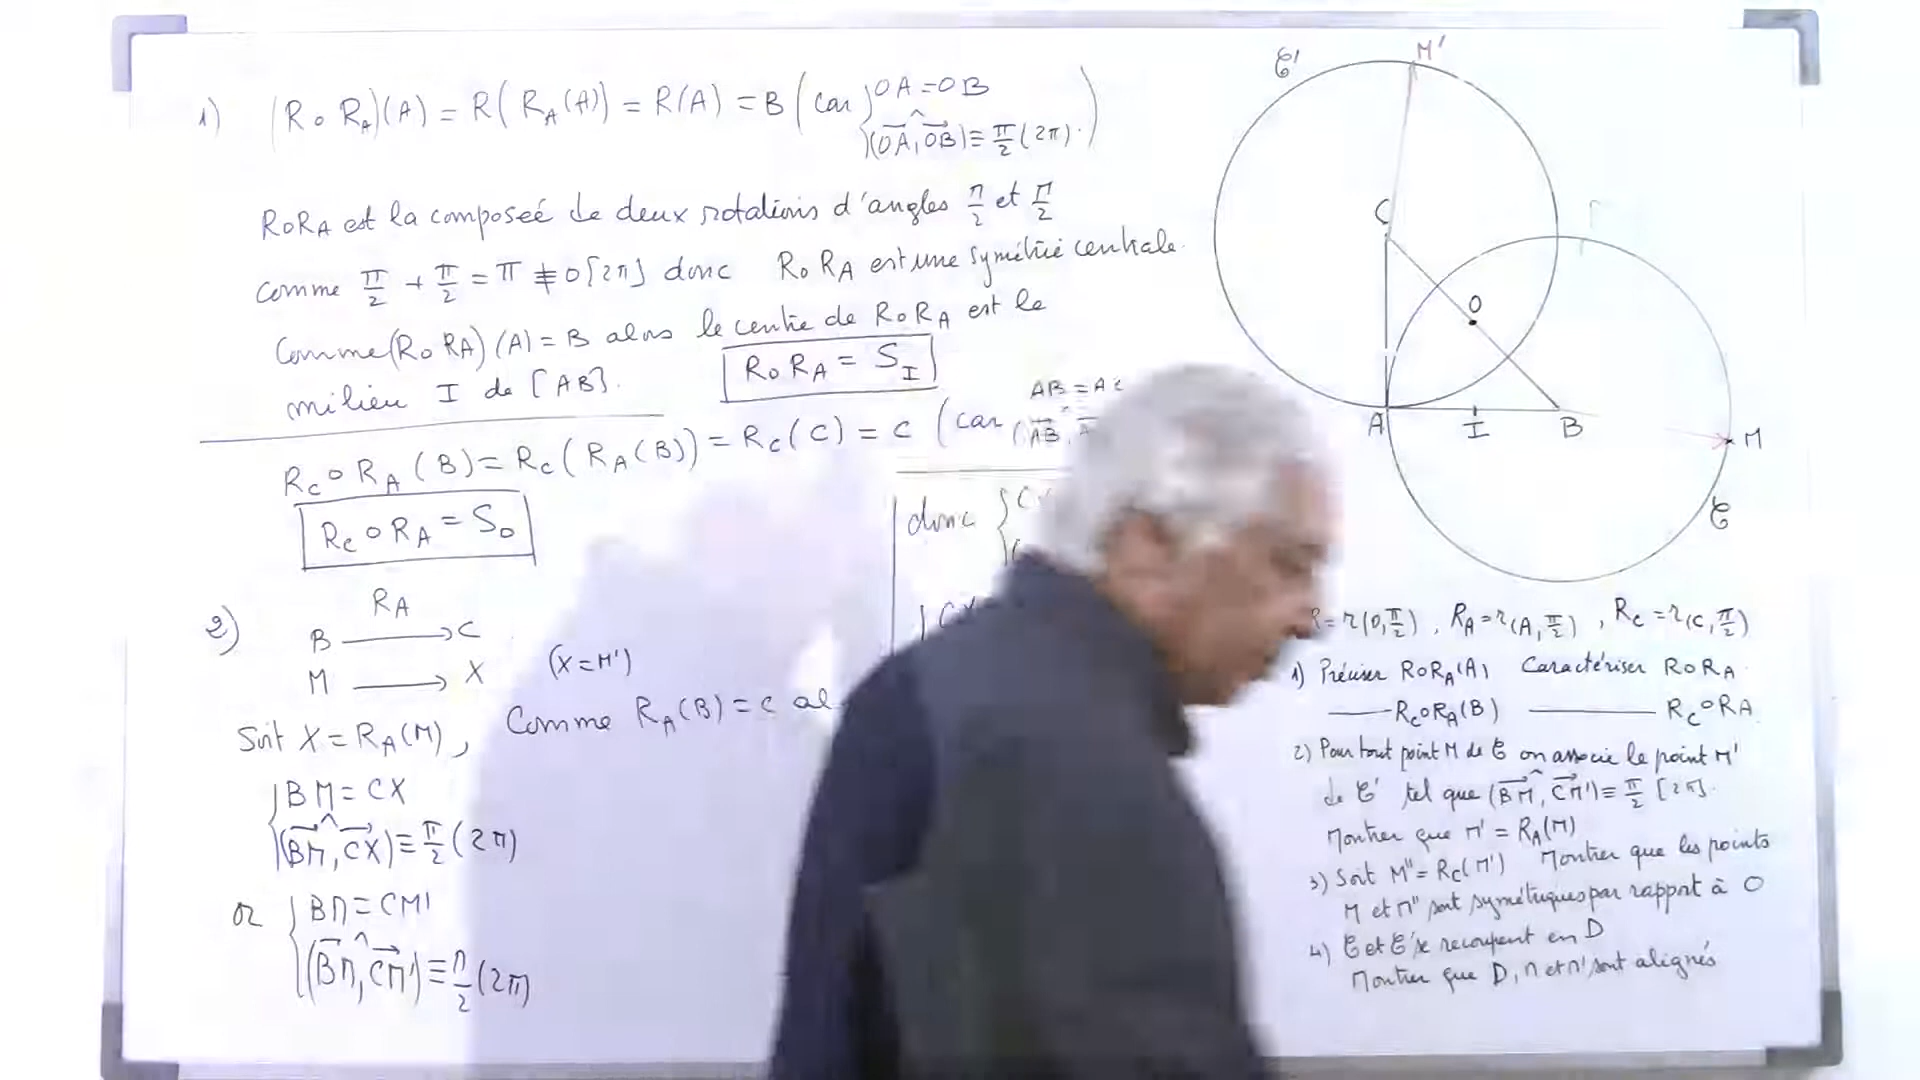 1) (R∘R_A)(A) = R(R_A(A)) = R(A) = B (car {OA = OB
(OA, OB) ≡ π/2 (2π).)
R∘R_A est la composée de deux rotations d'angles π/2 et π/2
comme π/2 + π/2 = π ≢ 0[2π] donc R∘R_A est une symétrie centrale.
Comme (R∘R_A)(A) = B alors le centre de R∘R_A est le
milieu I de [AB].
R∘R_A = S_I
AB = AC
R_C∘R_A (B) = R_C(R_A(B)) = R_C(C) = C (car (AB,
R_C∘R_A = S_O
donc {C
2) R_A
B → C
M → X (X = M')
Soit X = R_A(M), Comme R_A(B) = C al
{BM = CX
(BM, CX) ≡ π/2 (2π)
or {BM = CM'
(BM, CM') ≡ π/2 (2π)
C'
M'
C
O
A
I
B
M
C
R = r(O, π/2), R_A = r(A, π/2), R_C = r(C, π/2)
1) Préciser R∘R_A(A) Caractériser R∘R_A
—— R_C∘R_A(B) —— R_C∘R_A
2) Pour tout point M de C on associe le point M'
de C' tel que (BM, CM') ≡ π/2 [2π].
Montrer que M' = R_A(M)
3) Soit M'' = R_C(M') Montrer que les points
M et M'' sont symétriques par rapport à O
4) C et C' se recoupent en D
Montrer que D, M et M' sont alignés